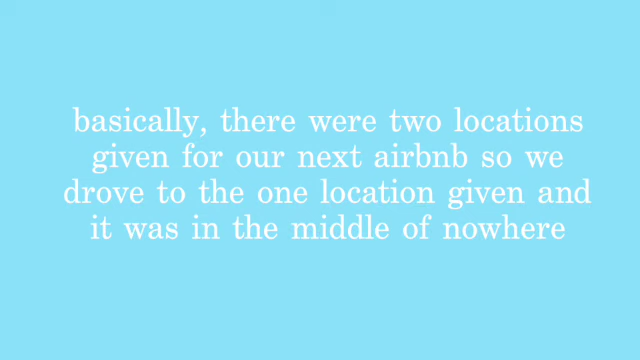 basically, there were two locations
given for our next airbnb so we
drove to the one location given and
it was in the middle of nowhere